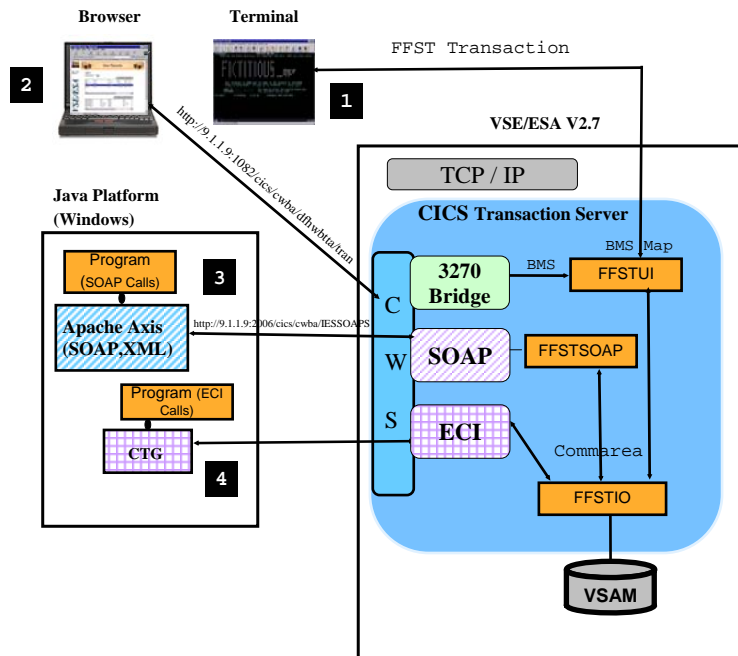 Browser
Terminal
FFST Transaction
2
VSE/ESA
FICTITIOUS
1
http://9.1.1.9:1082/cics/cwba/dfhwbtta/tran
VSE/ESA V2.7
TCP / IP
Java Platform
(Windows)
CICS Transaction Server
Program
(SOAP Calls)
3
BMS Map
3270
Bridge
BMS
FFSTUI
C
W
S
http://9.1.1.9:2006/cics/cwba/IESSOAPS
Apache Axis
(SOAP,XML)
SOAP
FFSTSOAP
Program (ECI
Calls)
ECI
CTG
4
Commarea
FFSTIO
VSAM